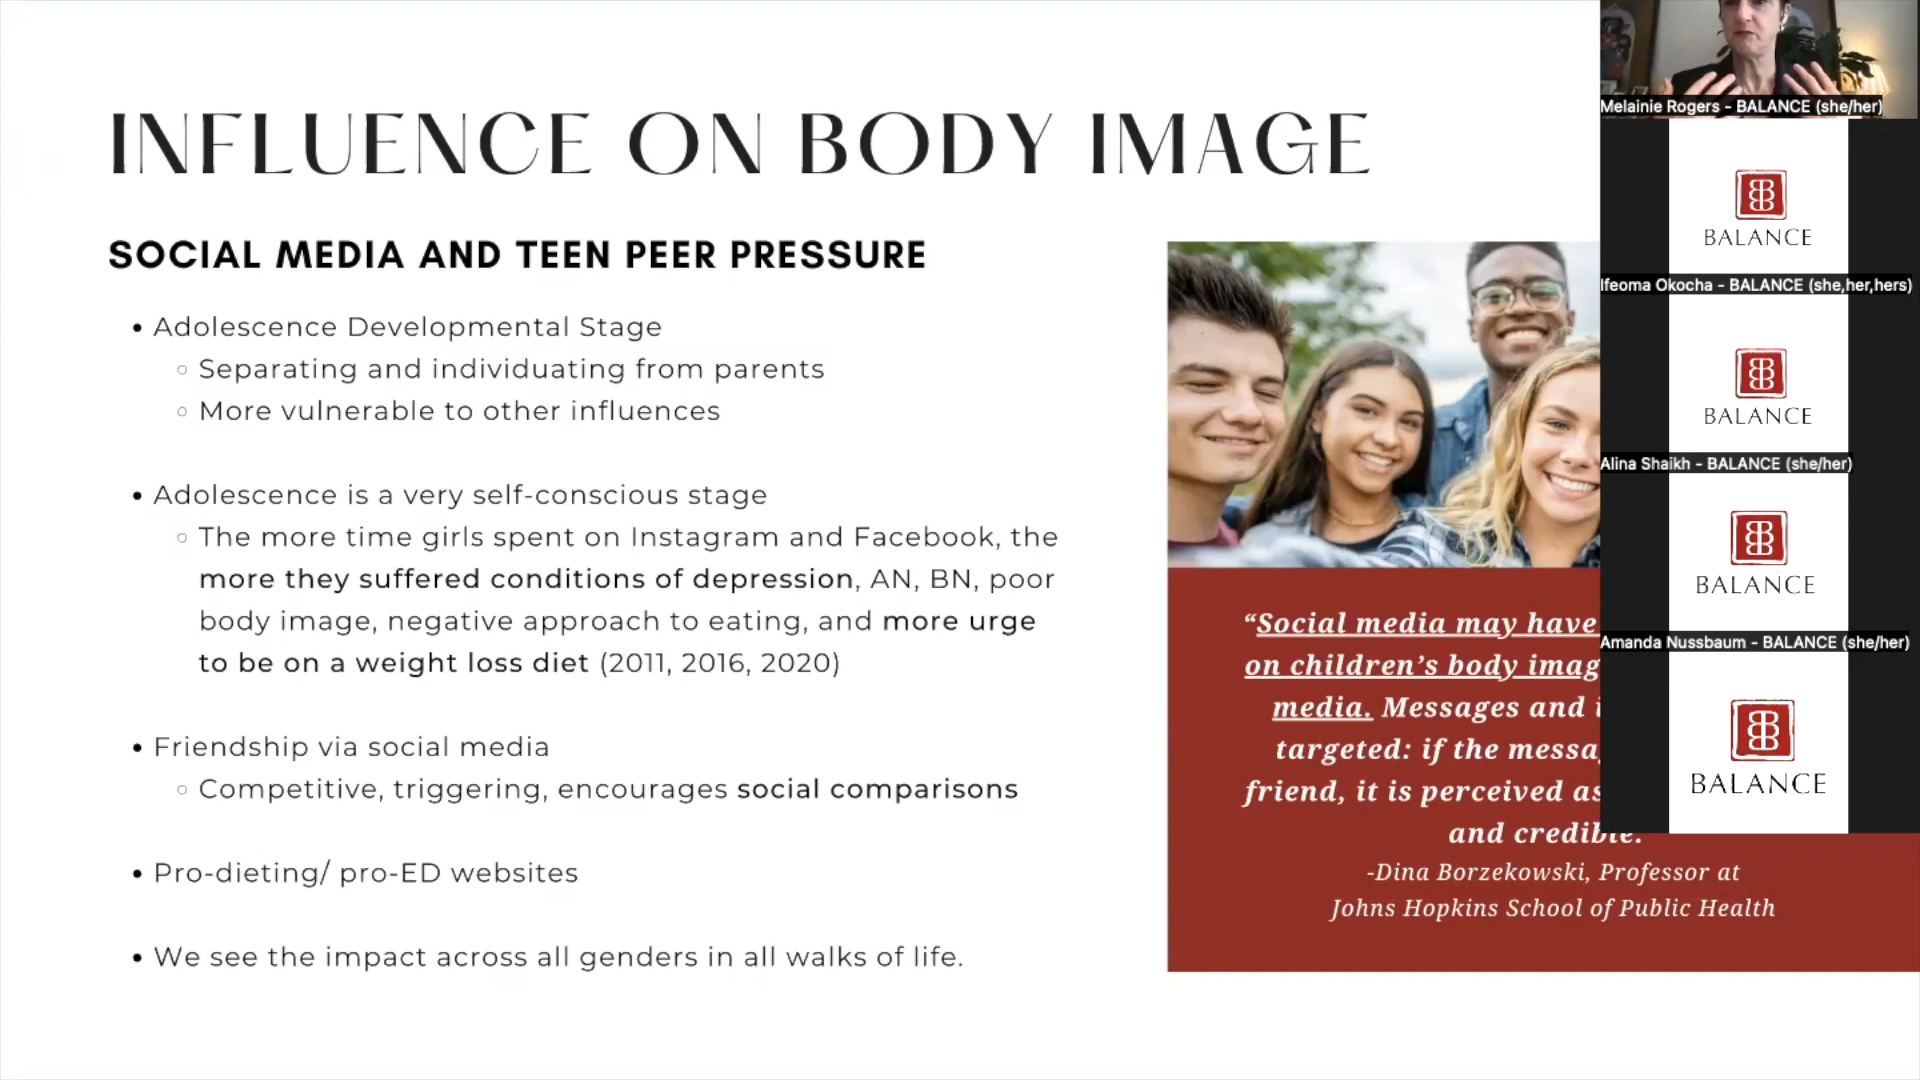 INFLUENCE ON BODY IMAGE
SOCIAL MEDIA AND TEEN PEER PRESSURE
• Adolescence Developmental Stage
○ Separating and individuating from parents
○ More vulnerable to other influences
• Adolescence is a very self-conscious stage
○ The more time girls spent on Instagram and Facebook, the
more they suffered conditions of depression, AN, BN, poor
body image, negative approach to eating, and more urge
to be on a weight loss diet (2011, 2016, 2020)
• Friendship via social media
○ Competitive, triggering, encourages social comparisons
• Pro-dieting/ pro-ED websites
• We see the impact across all genders in all walks of life.
“Social media may have
on children’s body
media. Messages and
targeted: if the
friend, it is perceived as
and credible.
-Dina Borzekowski, Professor at
Johns Hopkins School of Public Health
Melainie Rogers - BALANCE (she/her)
BALANCE
Ifeoma Okocha - BALANCE (she,her,hers)
BALANCE
Alina Shaikh - BALANCE (she/her)
BALANCE
Amanda Nussbaum - BALANCE (she/her)
BALANCE